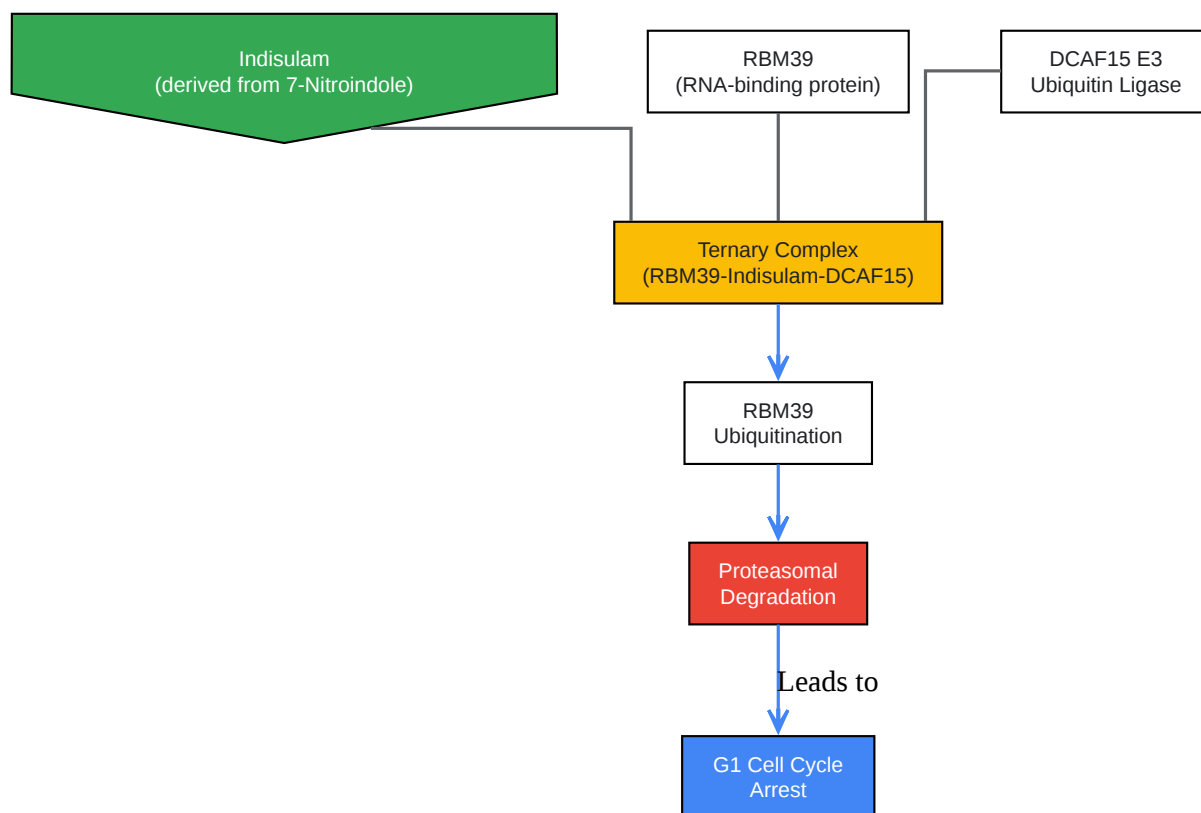 Indisulam
(derived from 7-Nitroindole)
RBM39
(RNA-binding protein)
DCAF15 E3
Ubiquitin Ligase
Ternary Complex
(RBM39-Indisulam-DCAF15)
RBM39
Ubiquitination
Proteasomal
Degradation
Leads to
G1 Cell Cycle
Arrest